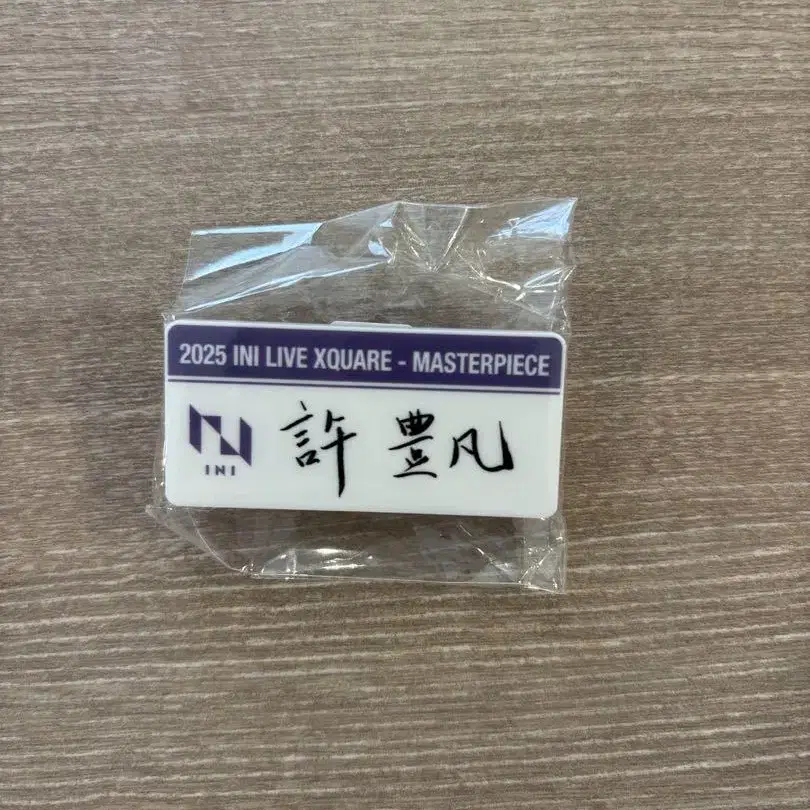 2025 INI LIVE XQUARE - MASTERPIECE
INI
許 豊凡